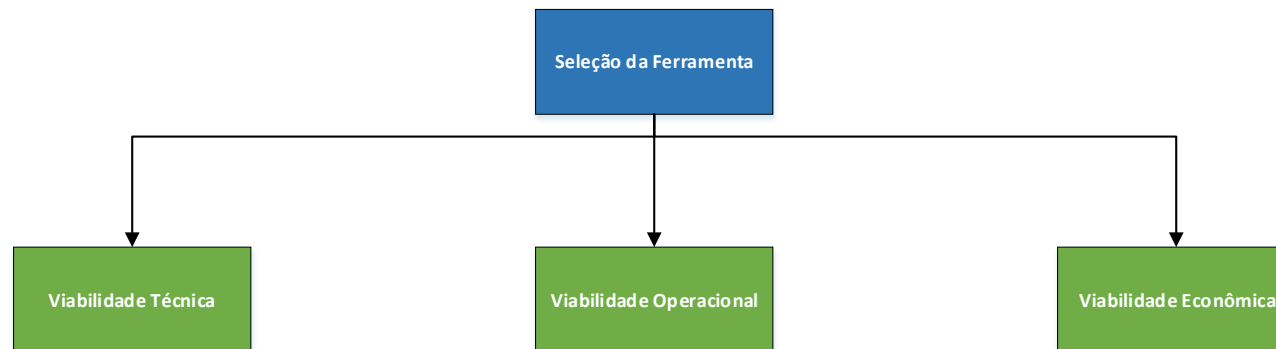 Seleção da Ferramenta
Viabilidade Técnica
Viabilidade Operacional
Viabilidade Econômica